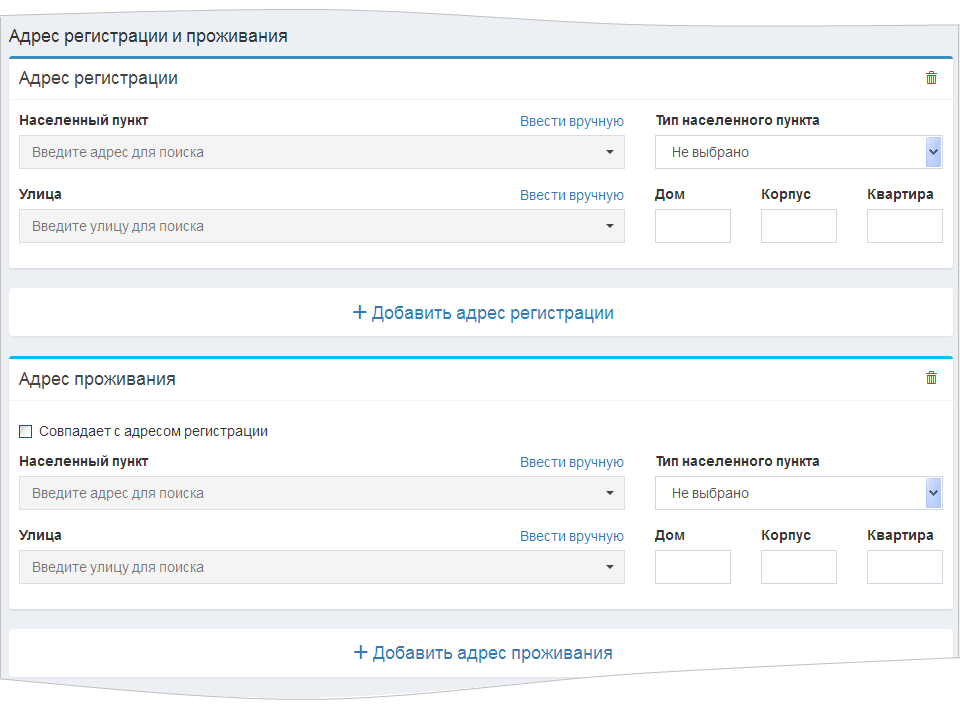 Адрес регистрации и проживания
Адрес регистрации
Населенный пункт Ввести вручную Тип населенного пункта
Введите адрес для поиска Не выбрано
Улица Ввести вручную Дом Корпус Квартира
Введите улицу для поиска
+ Добавить адрес регистрации
Адрес проживания
Совпадает с адресом регистрации
Населенный пункт Ввести вручную Тип населенного пункта
Введите адрес для поиска Не выбрано
Улица Ввести вручную Дом Корпус Квартира
Введите улицу для поиска
+ Добавить адрес проживания